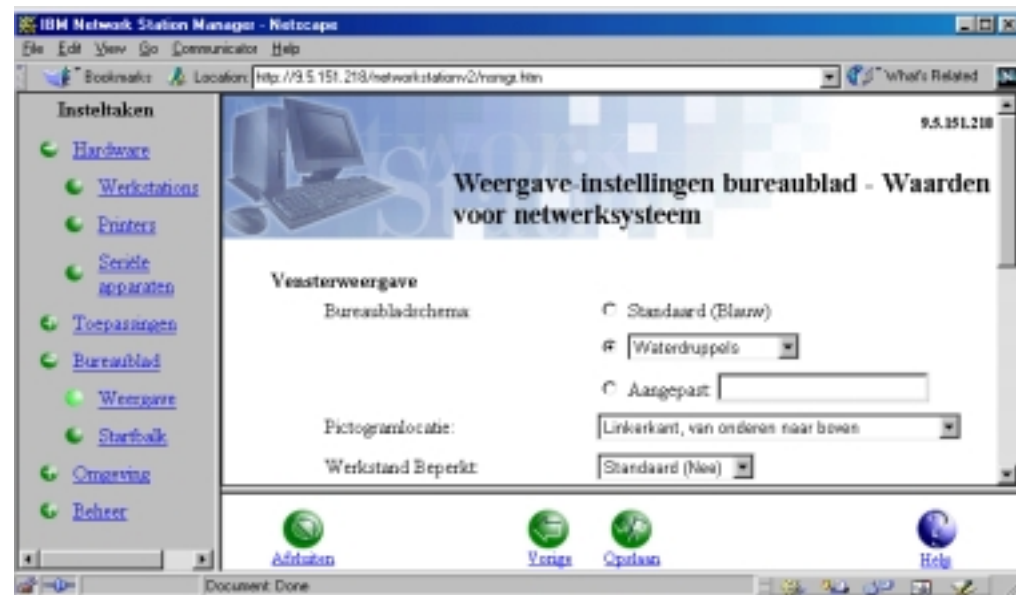 IBM Network Station Manager - Netscape
File Edit View Go Communicator Help
Bookmarks Location: http://9.5.151.218/networkstationv2/nsmgr.htm What's Related
Insteltaken
Hardware
Werkstations
Printers
Seriële
apparaten
Toepassingen
Bureaublad
Weergave
Startbalk
Omgeving
Beheer
9.5.151.218
Weergave-instellingen bureaublad - Waarden
voor netwerksysteem
Vensterweergave
Bureaubladschema: Standaard (Blauw)
Waterdruppels
Aangepast:
Pictogramlocatie: Linkerkant, van onderen naar boven
Werkstand Beperkt: Standaard (Nee)
Afsluiten Vorige Opslaan Help
Document: Done